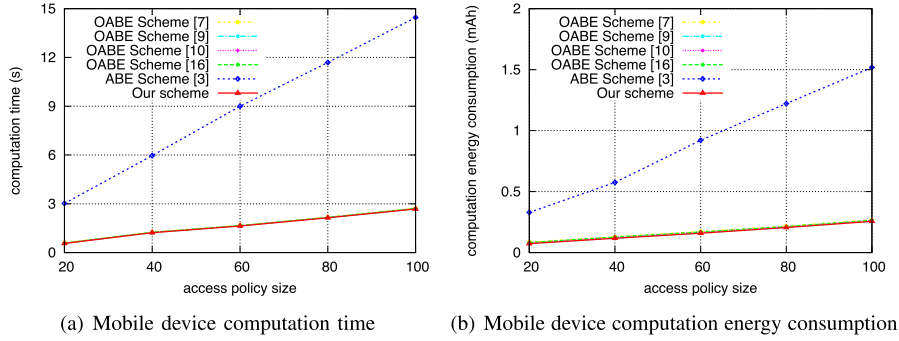 15
12
9
6
3
0
computation time (s)
OABE Scheme [7]
OABE Scheme [9]
OABE Scheme [10]
OABE Scheme [16]
ABE Scheme [3]
Our scheme
20 40 60 80 100
access policy size
(a) Mobile device computation time
2
1.5
1
0.5
0
computation energy consumption (mAh)
OABE Scheme [7]
OABE Scheme [9]
OABE Scheme [10]
OABE Scheme [16]
ABE Scheme [3]
Our scheme
20 40 60 80 100
access policy size
(b) Mobile device computation energy consumption